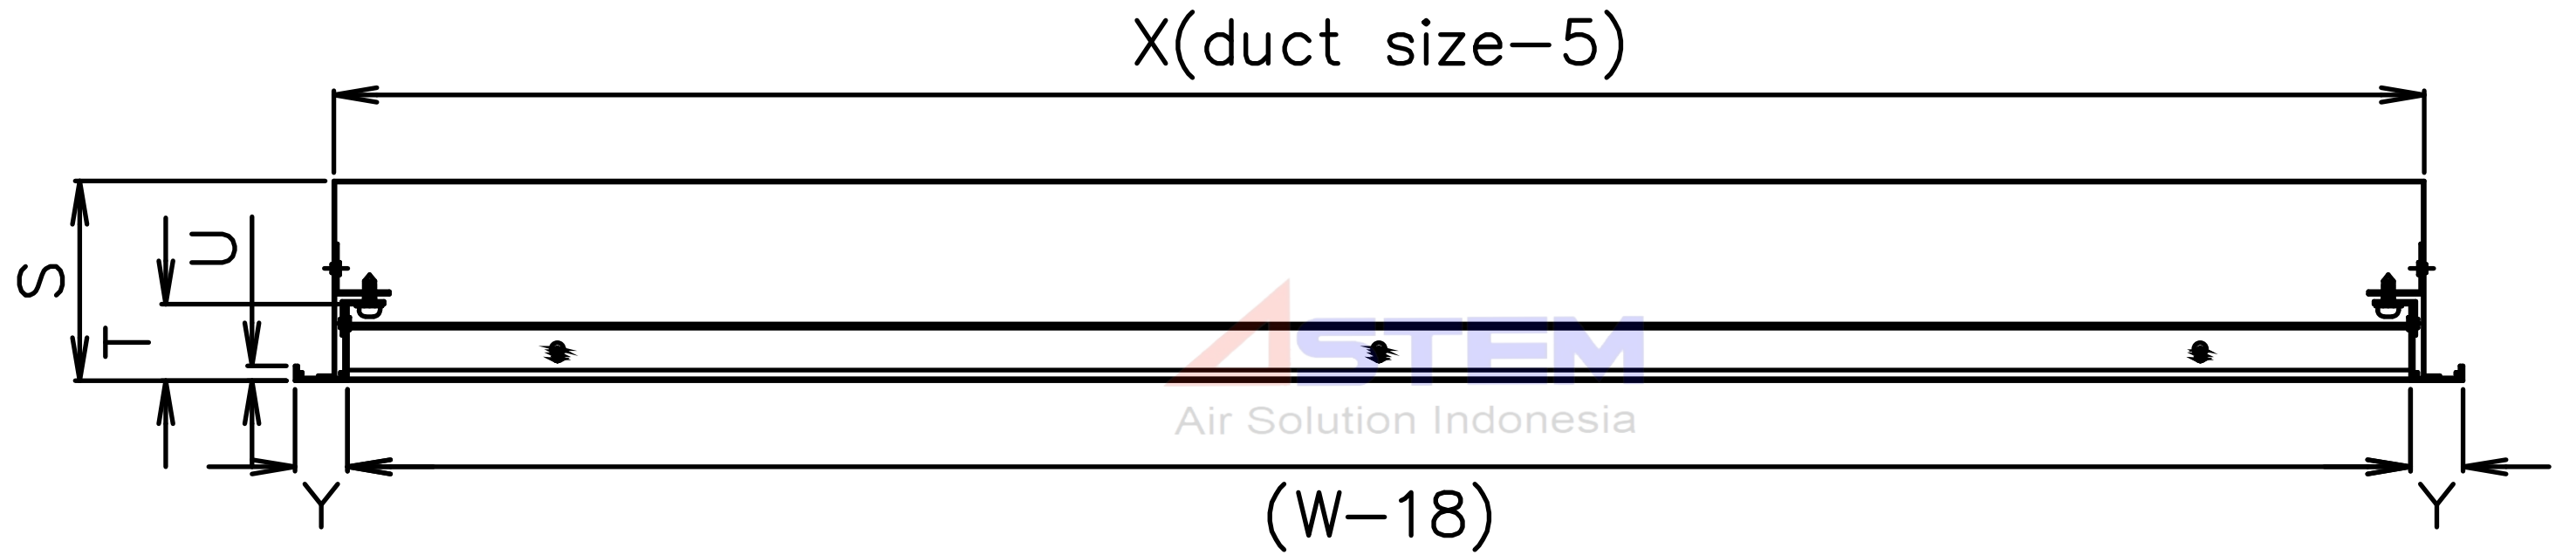 X(duct size-5)
S
U
T
ASTEM
Air Solution Indonesia
Y
(W-18)
Y